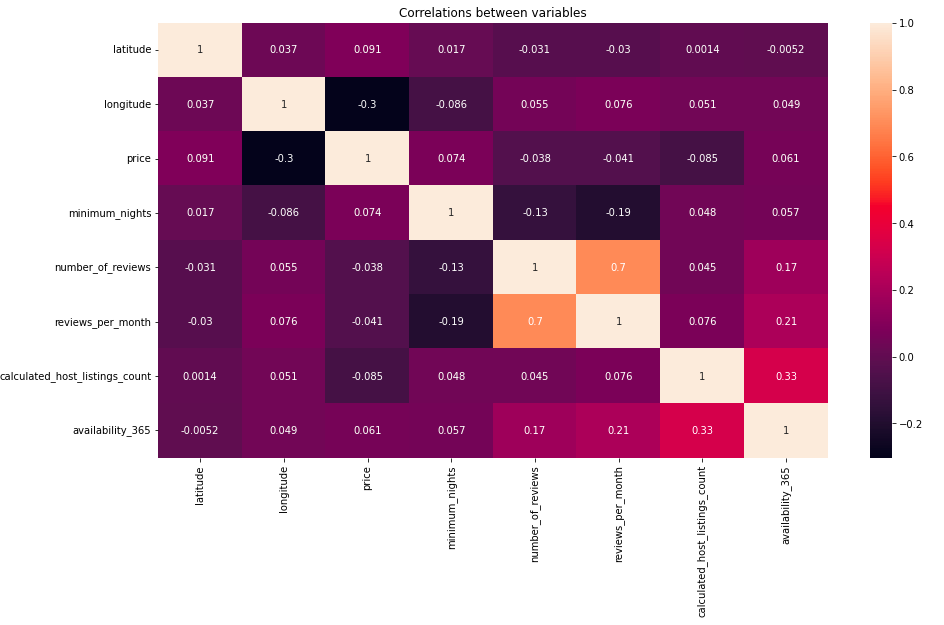 Correlations between variables
latitude 1 0.037 0.091 0.017 -0.031 -0.03 0.0014 -0.0052
longitude 0.037 1 -0.3 -0.086 0.055 0.076 0.051 0.049
price 0.091 -0.3 1 0.074 -0.038 -0.041 -0.085 0.061
minimum_nights 0.017 -0.086 0.074 1 -0.13 -0.19 0.048 0.057
number_of_reviews -0.031 0.055 -0.038 -0.13 1 0.7 0.045 0.17
reviews_per_month -0.03 0.076 -0.041 -0.19 0.7 1 0.076 0.21
calculated_host_listings_count 0.0014 0.051 -0.085 0.048 0.045 0.076 1 0.33
availability_365 -0.0052 0.049 0.061 0.057 0.17 0.21 0.33 1
latitude
longitude
price
minimum_nights
number_of_reviews
reviews_per_month
calculated_host_listings_count
availability_365
1.0
0.8
0.6
0.4
0.2
0.0
−0.2